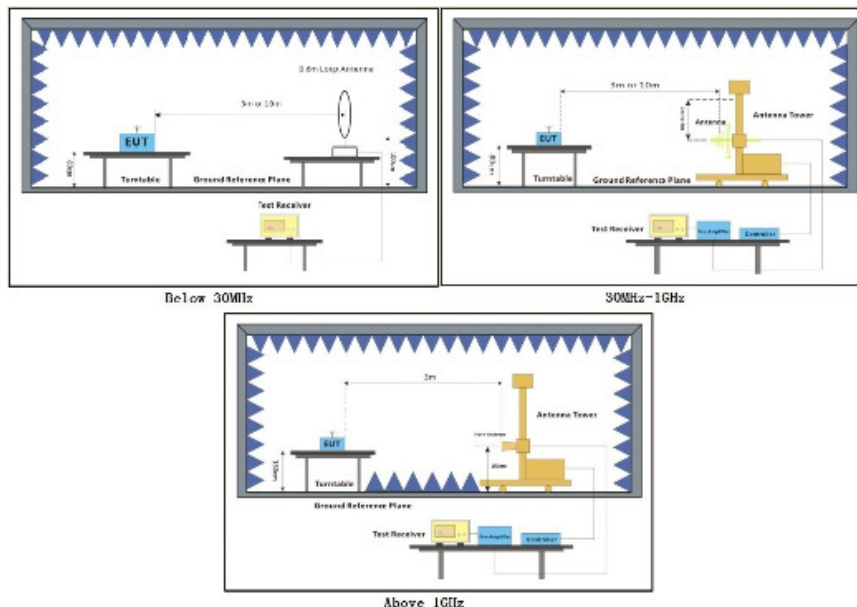 0.6m Loop Antenna
3m or 10m
EUT
Turntable
Ground Reference Plane
Test Receiver
Below 30MHz
3m or 10m
Antenna Tower
Antenna
EUT
Turntable
Ground Reference Plane
Test Receiver
Pre-Amplifier
Controller
30MHz-1GHz
3m
Antenna Tower
Horn Antenna
EUT
Turntable
Ground Reference Plane
Test Receiver
Pre-Amplifier
Controller
Above 1GHz